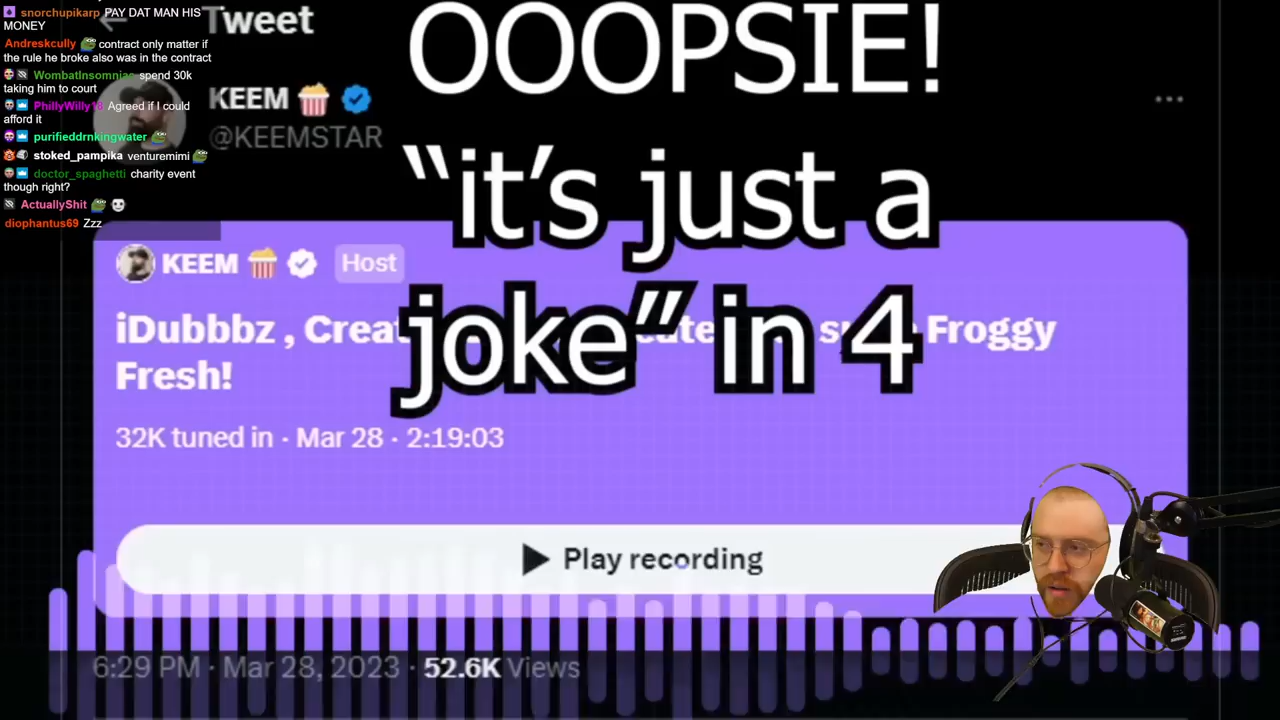 snorchupikarp PAY DAT MAN HIS
MONEY
Andreskcully contract only matter if
the rule he broke also was in the contract
WombatInsomniac spend 30k
taking him to court
PhillyWilly18 Agreed if I could
afford it
purifieddrnkingwater
stoked_pampika venturemimi
doctor_spaghetti charity event
though right?
ActuallyShit
diophantus69 Zzz
Tweet
KEEM
@KEEMSTAR
OOOPSIE!
“it’s just a
joke” in 4
KEEM Host
iDubbbz , Froggy
Fresh!
32K tuned in · Mar 28 · 2:19:03
Play recording
6:29 PM · Mar 28, 2023 · 52.6K Views